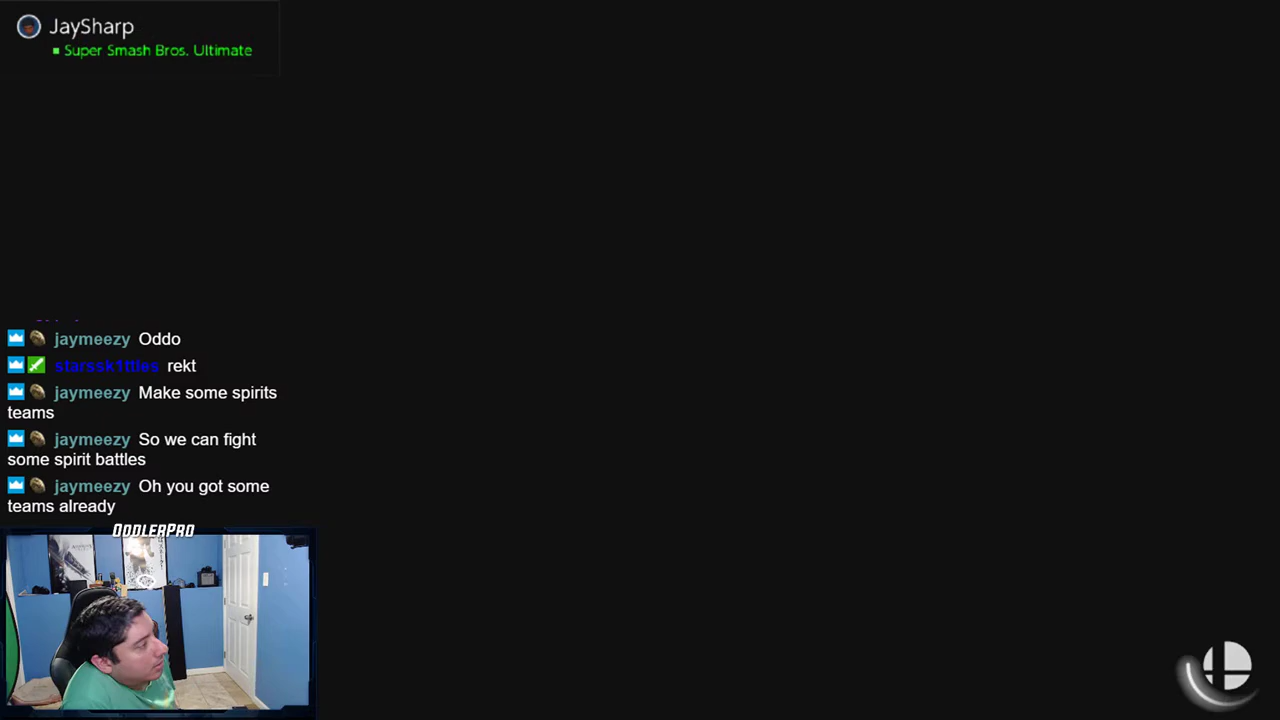 JaySharp
Super Smash Bros. Ultimate
jaymeezy Oddo
starssk1ttles rekt
jaymeezy Make some spirits
teams
jaymeezy So we can fight
some spirit battles
jaymeezy Oh you got some
teams already
OddlerPro